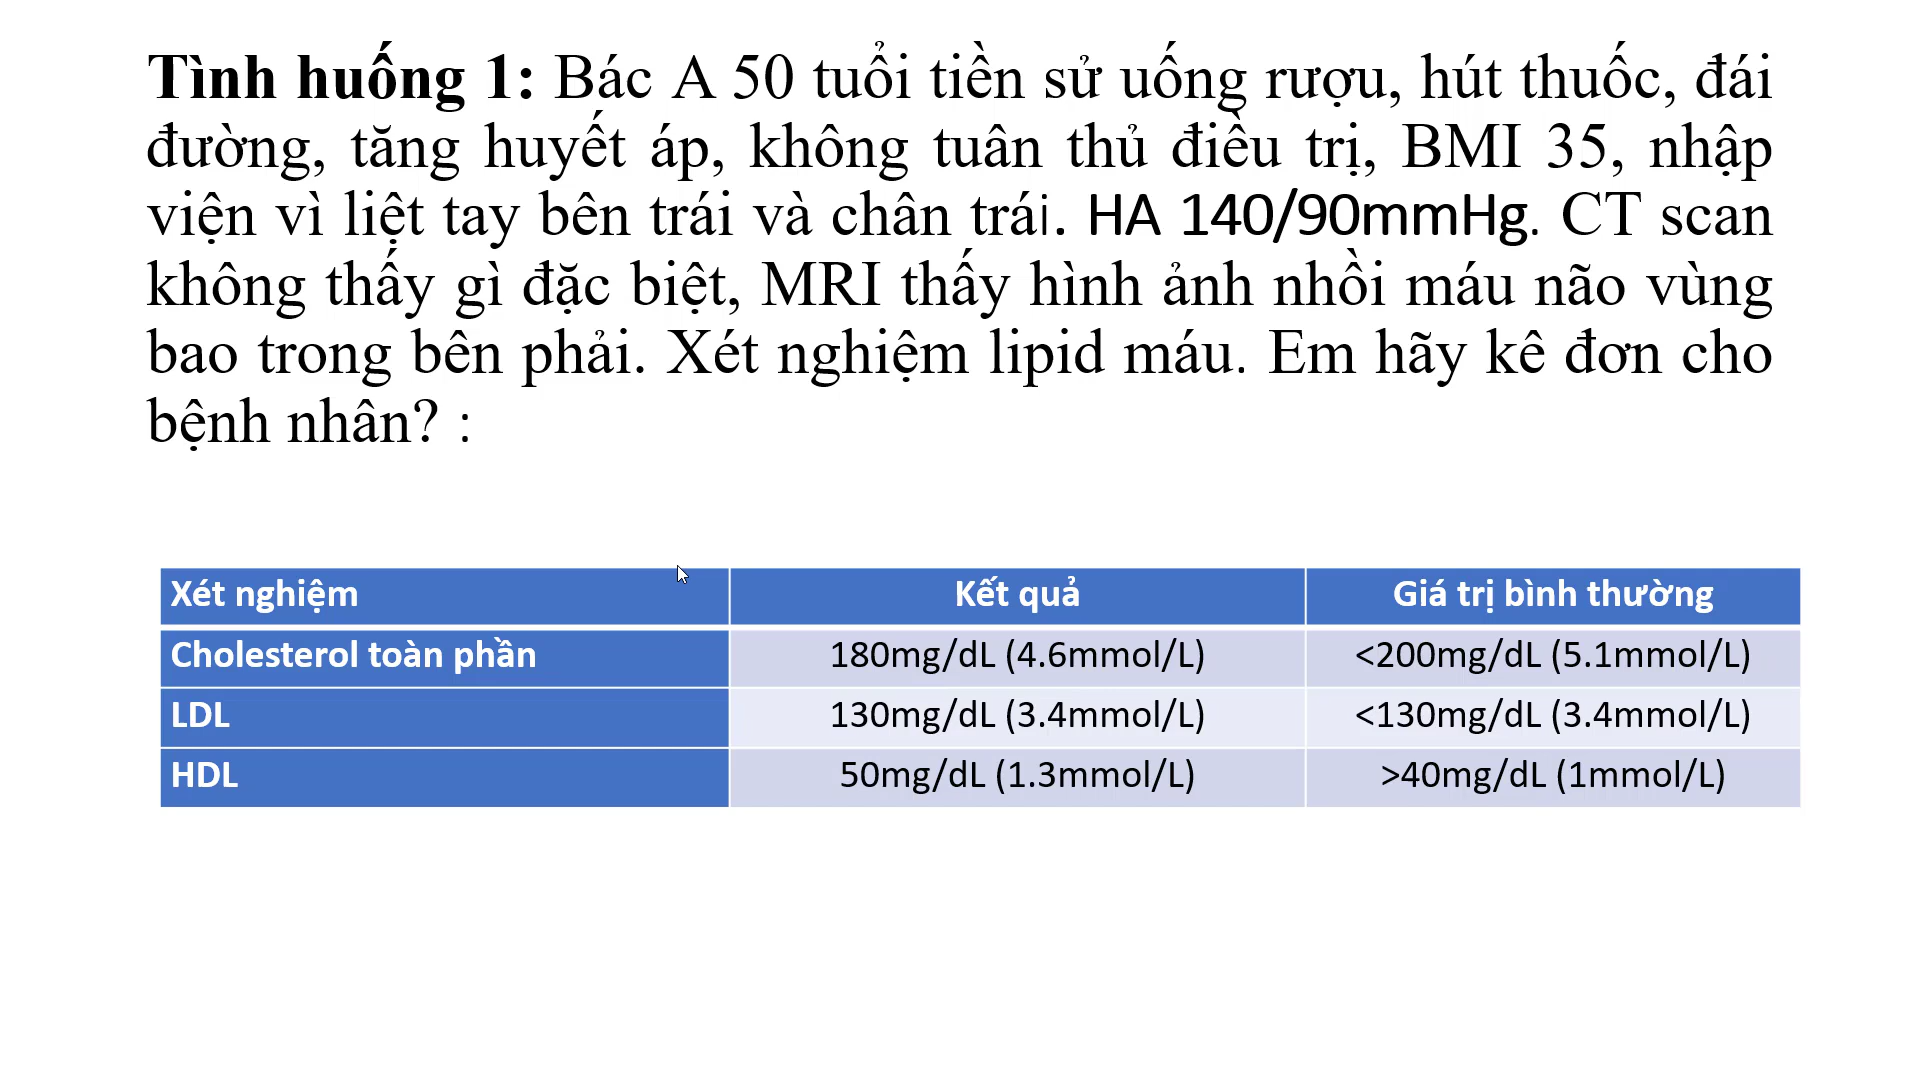 Tình huống 1: Bác A 50 tuổi tiền sử uống rượu, hút thuốc, đái
đường, tăng huyết áp, không tuân thủ điều trị, BMI 35, nhập
viện vì liệt tay bên trái và chân trái. HA 140/90mmHg. CT scan
không thấy gì đặc biệt, MRI thấy hình ảnh nhồi máu não vùng
bao trong bên phải. Xét nghiệm lipid máu. Em hãy kê đơn cho
bệnh nhân? :
Xét nghiệm Kết quả Giá trị bình thường
Cholesterol toàn phần 180mg/dL (4.6mmol/L) <200mg/dL (5.1mmol/L)
LDL 130mg/dL (3.4mmol/L) <130mg/dL (3.4mmol/L)
HDL 50mg/dL (1.3mmol/L) >40mg/dL (1mmol/L)